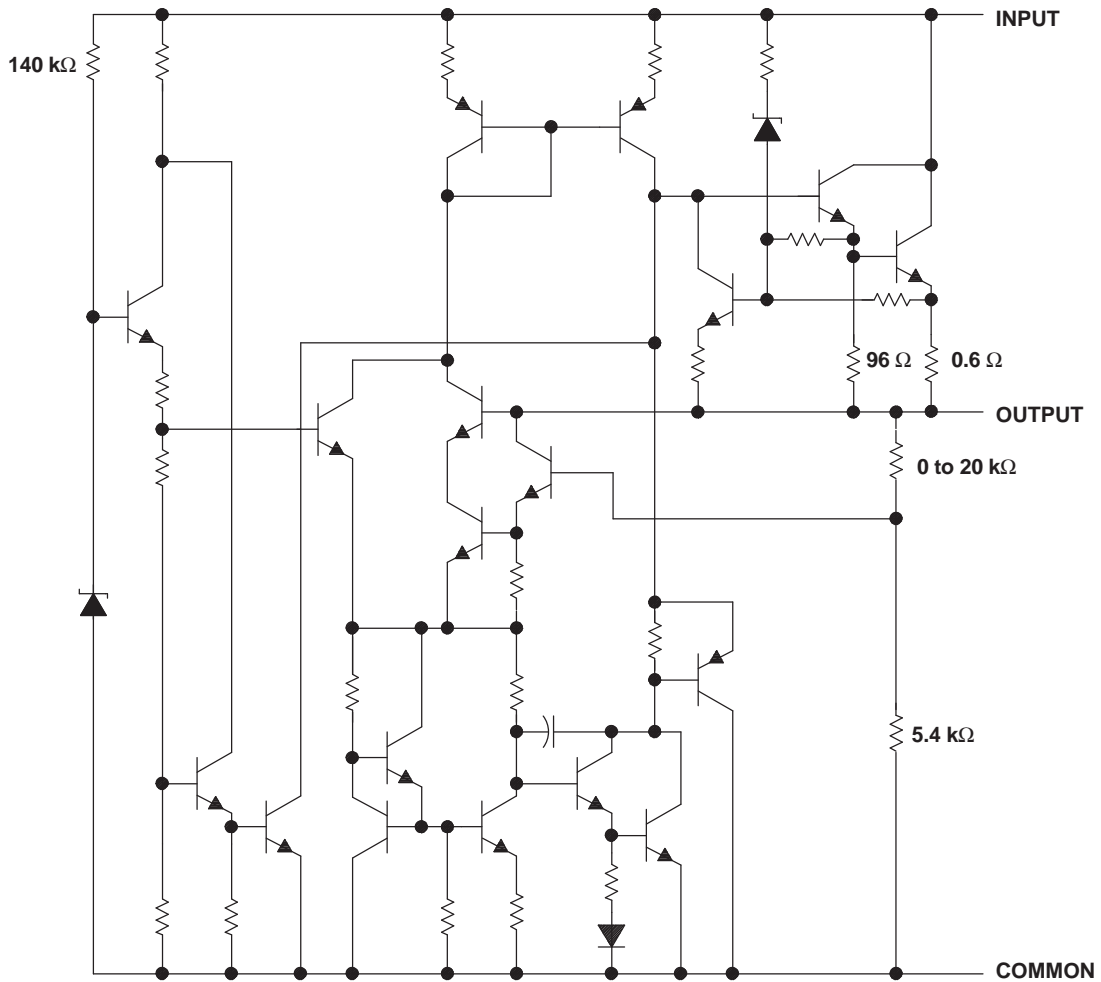 INPUT
140 kΩ
96 Ω
0.6 Ω
OUTPUT
0 to 20 kΩ
5.4 kΩ
COMMON